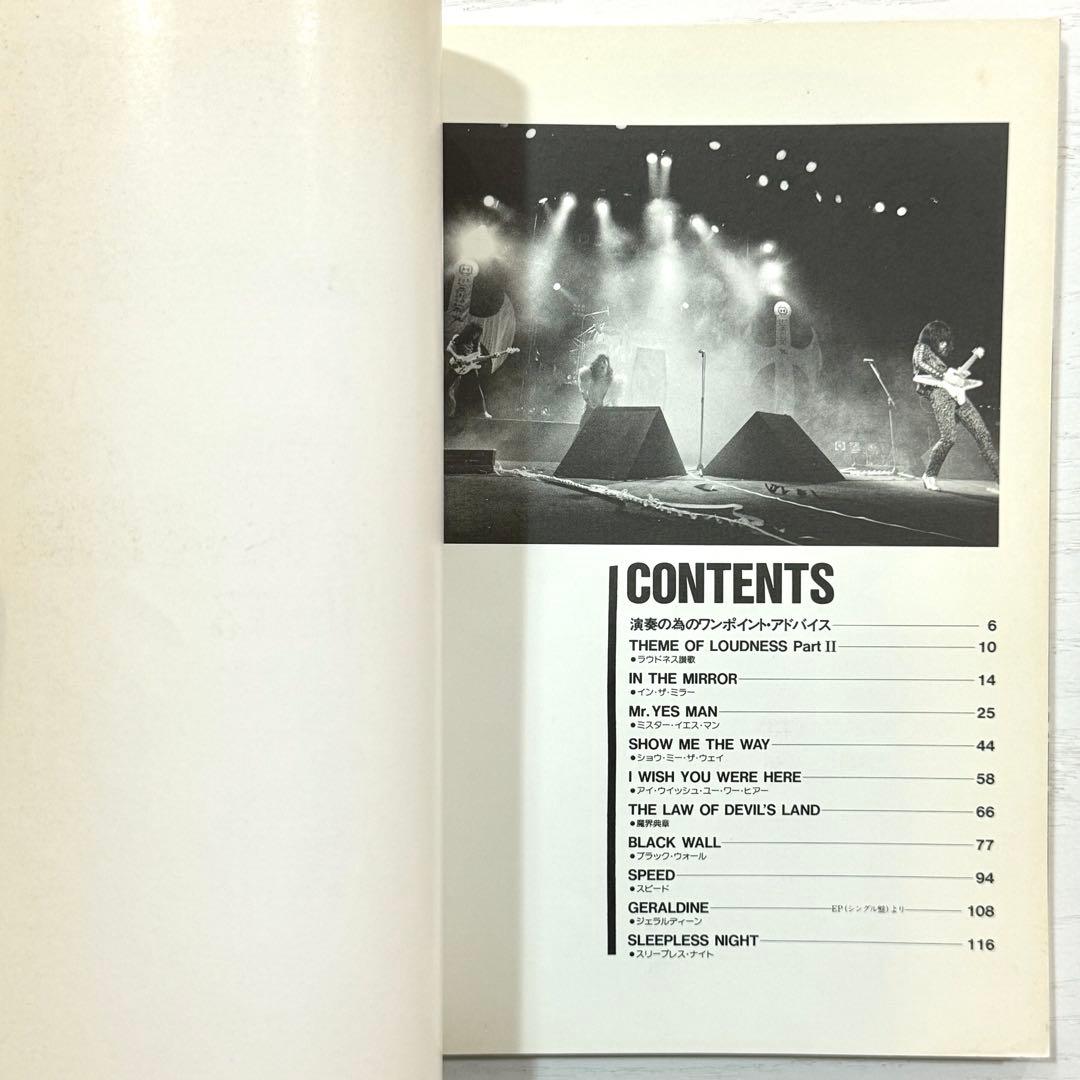 CONTENTS
演奏の為のワンポイント・アドバイス 6
THEME OF LOUDNESS Part II 10
●ラウドネス讃歌
IN THE MIRROR 14
●イン・ザ・ミラー
Mr. YES MAN 25
●ミスター・イエス・マン
SHOW ME THE WAY 44
●ショウ・ミー・ザ・ウェイ
I WISH YOU WERE HERE 58
●アイ・ウイッシュ・ユー・ワー・ヒアー
THE LAW OF DEVIL'S LAND 66
●魔界典章
BLACK WALL 77
●ブラック・ウォール
SPEED 94
●スピード
GERALDINE EP(シングル盤)より 108
●ジェラルディーン
SLEEPLESS NIGHT 116
●スリープレス・ナイト